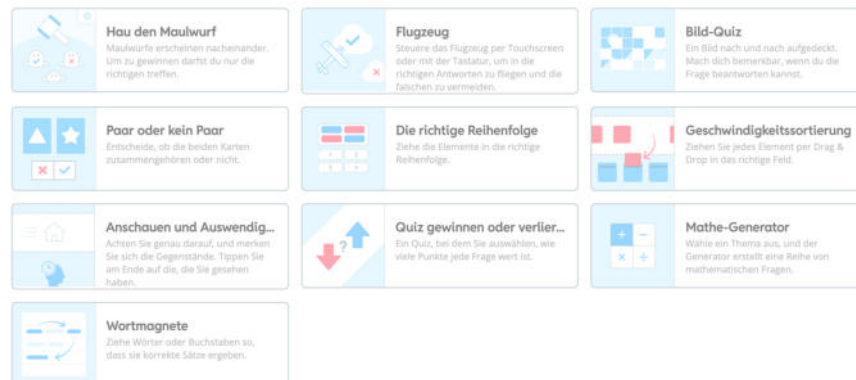 Hau den Maulwurf
Maulwürfe erscheinen nacheinander.
Um zu gewinnen darfst du nur die
richtigen treffen.
Flugzeug
Steuere das Flugzeug per Touchscreen
oder mit der Tastatur, um in die
richtigen Antworten zu fliegen und die
falschen zu vermeiden.
Bild-Quiz
Ein Bild nach und nach aufgedeckt.
Mach dich bemerkbar, wenn du die
Frage beantworten kannst.
Paar oder kein Paar
Entscheide, ob die beiden Karten
zusammengehören oder nicht.
Die richtige Reihenfolge
Ziehe die Elemente in die richtige
Reihenfolge.
Geschwindigkeitssortierung
Ziehen Sie jedes Element per Drag &
Drop in das richtige Feld.
Anschauen und Auswendig...
Achten Sie genau darauf, und merken
Sie sich die Gegenstände. Tippen Sie
am Ende auf die, die Sie gesehen
haben.
Quiz gewinnen oder verlier...
Ein Quiz, bei dem Sie auswählen, wie
viele Punkte jede Frage wert ist.
Mathe-Generator
Wähle ein Thema aus, und der
Generator erstellt eine Reihe von
mathematischen Fragen.
Wortmagnete
Ziehe Wörter oder Buchstaben so,
dass sie korrekte Sätze ergeben.